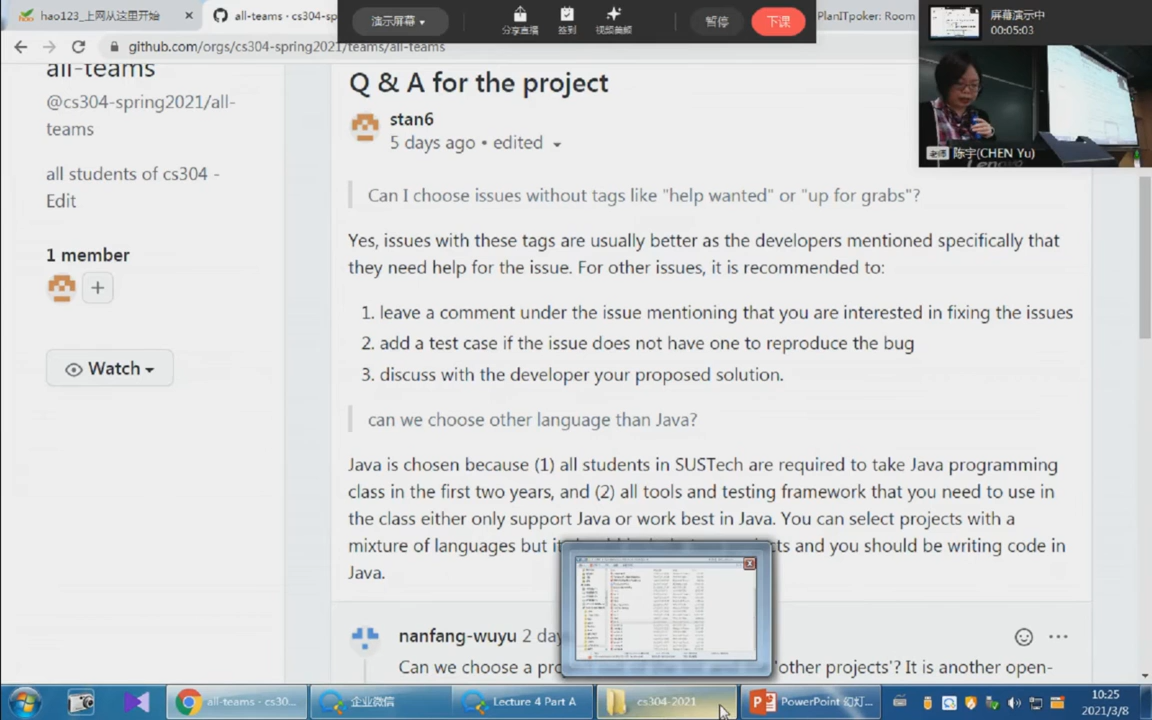 hao123_上网从这里开始
all-teams · cs304-sp
演示屏幕
分享直播
签到
视频美颜
暂停
下课
PlanITpoker: Room
屏幕演示中
00:05:03
github.com/orgs/cs304-spring2021/teams/all-teams
陈宇(CHEN Yu)
Lenovo
all-teams
@cs304-spring2021/all-
teams
all students of cs304 -
Edit
1 member
Watch
Q & A for the project
stan6
5 days ago • edited
Can I choose issues without tags like "help wanted" or "up for grabs"?
Yes, issues with these tags are usually better as the developers mentioned specifically that
they need help for the issue. For other issues, it is recommended to:
1. leave a comment under the issue mentioning that you are interested in fixing the issues
2. add a test case if the issue does not have one to reproduce the bug
3. discuss with the developer your proposed solution.
can we choose other language than Java?
Java is chosen because (1) all students in SUSTech are required to take Java programming
class in the first two years, and (2) all tools and testing framework that you need to use in
the class either only support Java or work best in Java. You can select projects with a
mixture of languages but and you should be writing code in
Java.
nanfang-wuyu 2
Can we choose a 'other projects'? It is another open-
all-teams - cs30...
企业微信
Lecture 4 Part A
cs304-2021
PowerPoint 幻灯...
10:25
2021/3/8